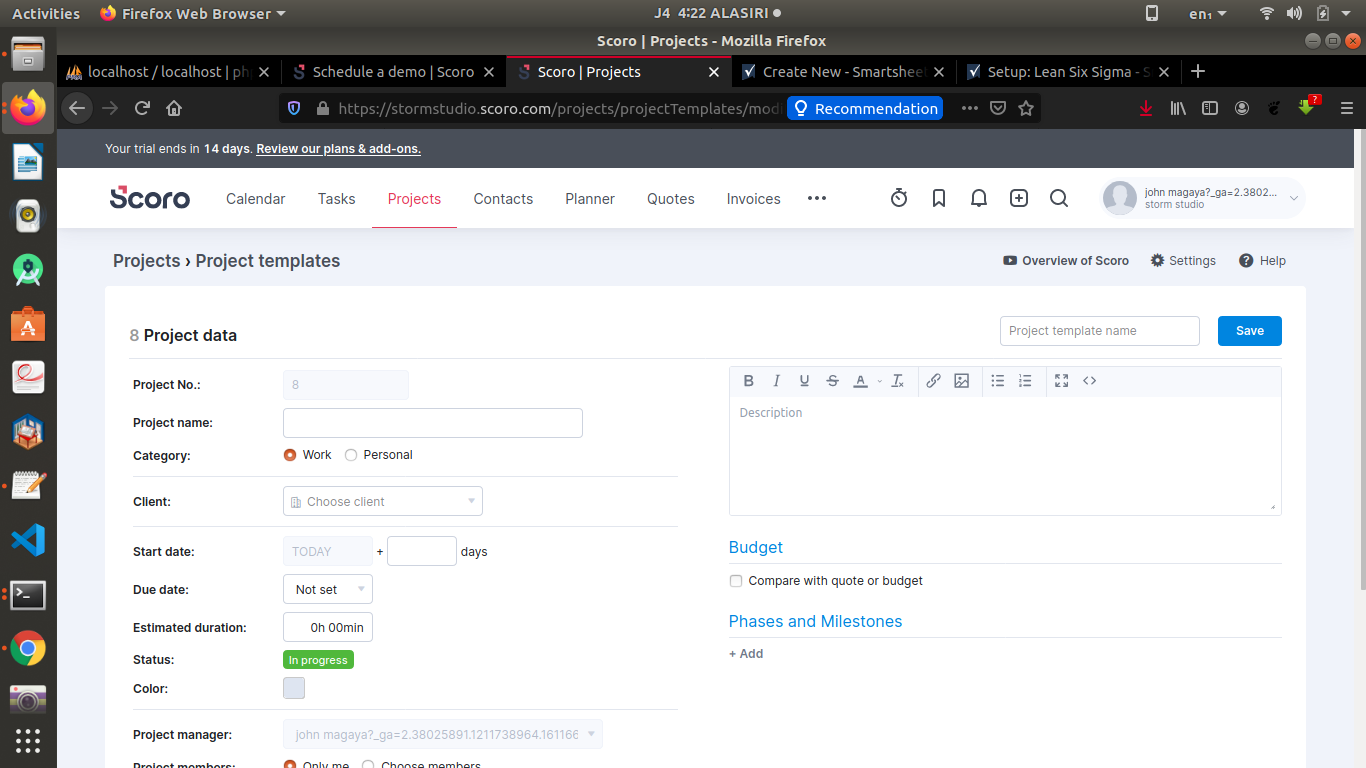 Activities
Firefox Web Browser
J4 4:22 ALASIRI
en₁
Scoro | Projects - Mozilla Firefox
localhost / localhost | ph
Schedule a demo | Scoro
Scoro | Projects
Create New - Smartsheet
Setup: Lean Six Sigma - S
https://stormstudio.scoro.com/projects/projectTemplates/modi
Recommendation
?
Your trial ends in 14 days. Review our plans & add-ons.
Scoro
Calendar
Tasks
Projects
Contacts
Planner
Quotes
Invoices
john magaya?_ga=2.3802...
storm studio
Projects › Project templates
Overview of Scoro
Settings
Help
8 Project data
Project template name
Save
Project No.:
8
Project name:
Category:
Work
Personal
Client:
Choose client
Start date:
TODAY
+
days
Due date:
Not set
Estimated duration:
0h 00min
Status:
In progress
Color:
Project manager:
john magaya?_ga=2.38025891.1211738964.161166
Project members:
Only me
Choose members
B I U S A
Description
Budget
Compare with quote or budget
Phases and Milestones
+ Add